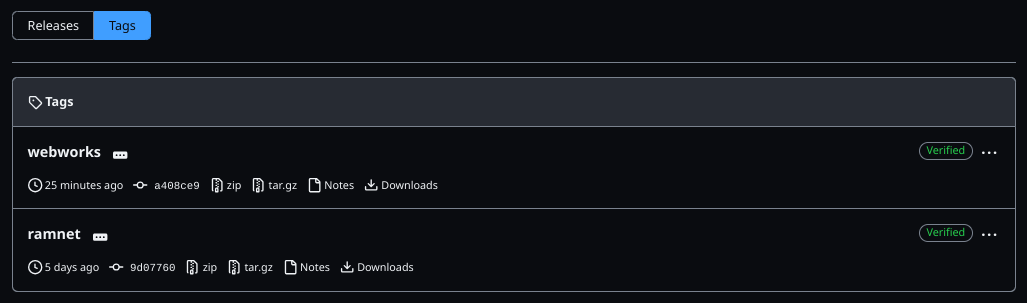 Releases Tags
Tags
webworks
Verified
25 minutes ago a408ce9 zip tar.gz Notes Downloads
ramnet
Verified
5 days ago 9d07760 zip tar.gz Notes Downloads